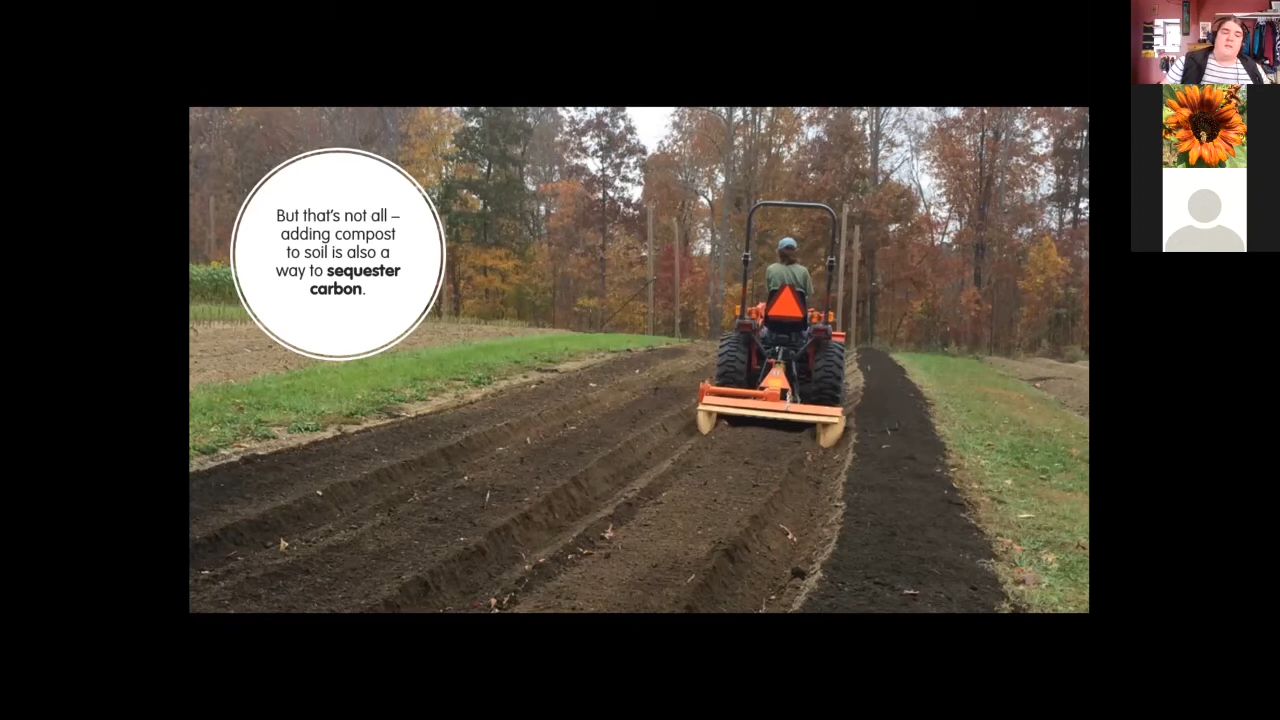 But that's not all –
adding compost
to soil is also a
way to sequester
carbon.